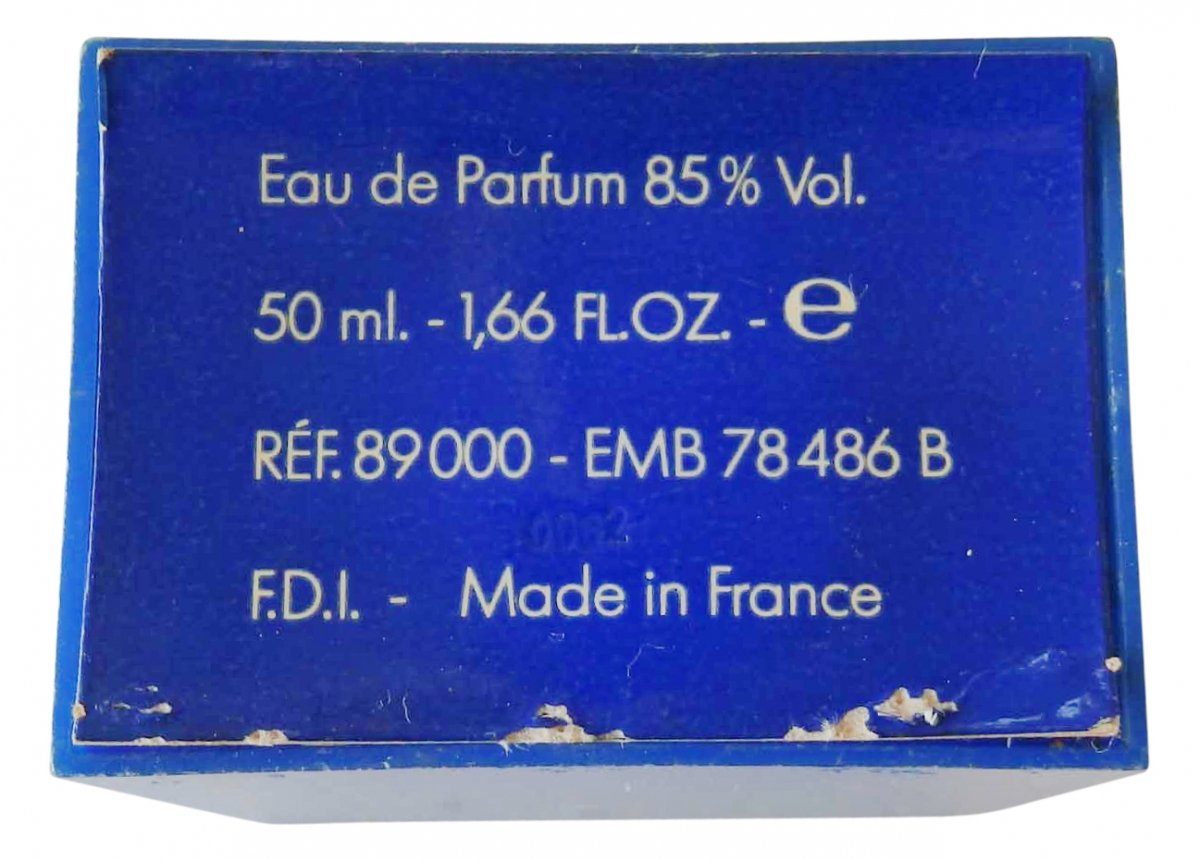 Eau de Parfum 85% Vol.
50 ml. - 1,66 FL.OZ. - ℮
RÉF. 89000 - EMB 78486 B
F.D.I. - Made in France